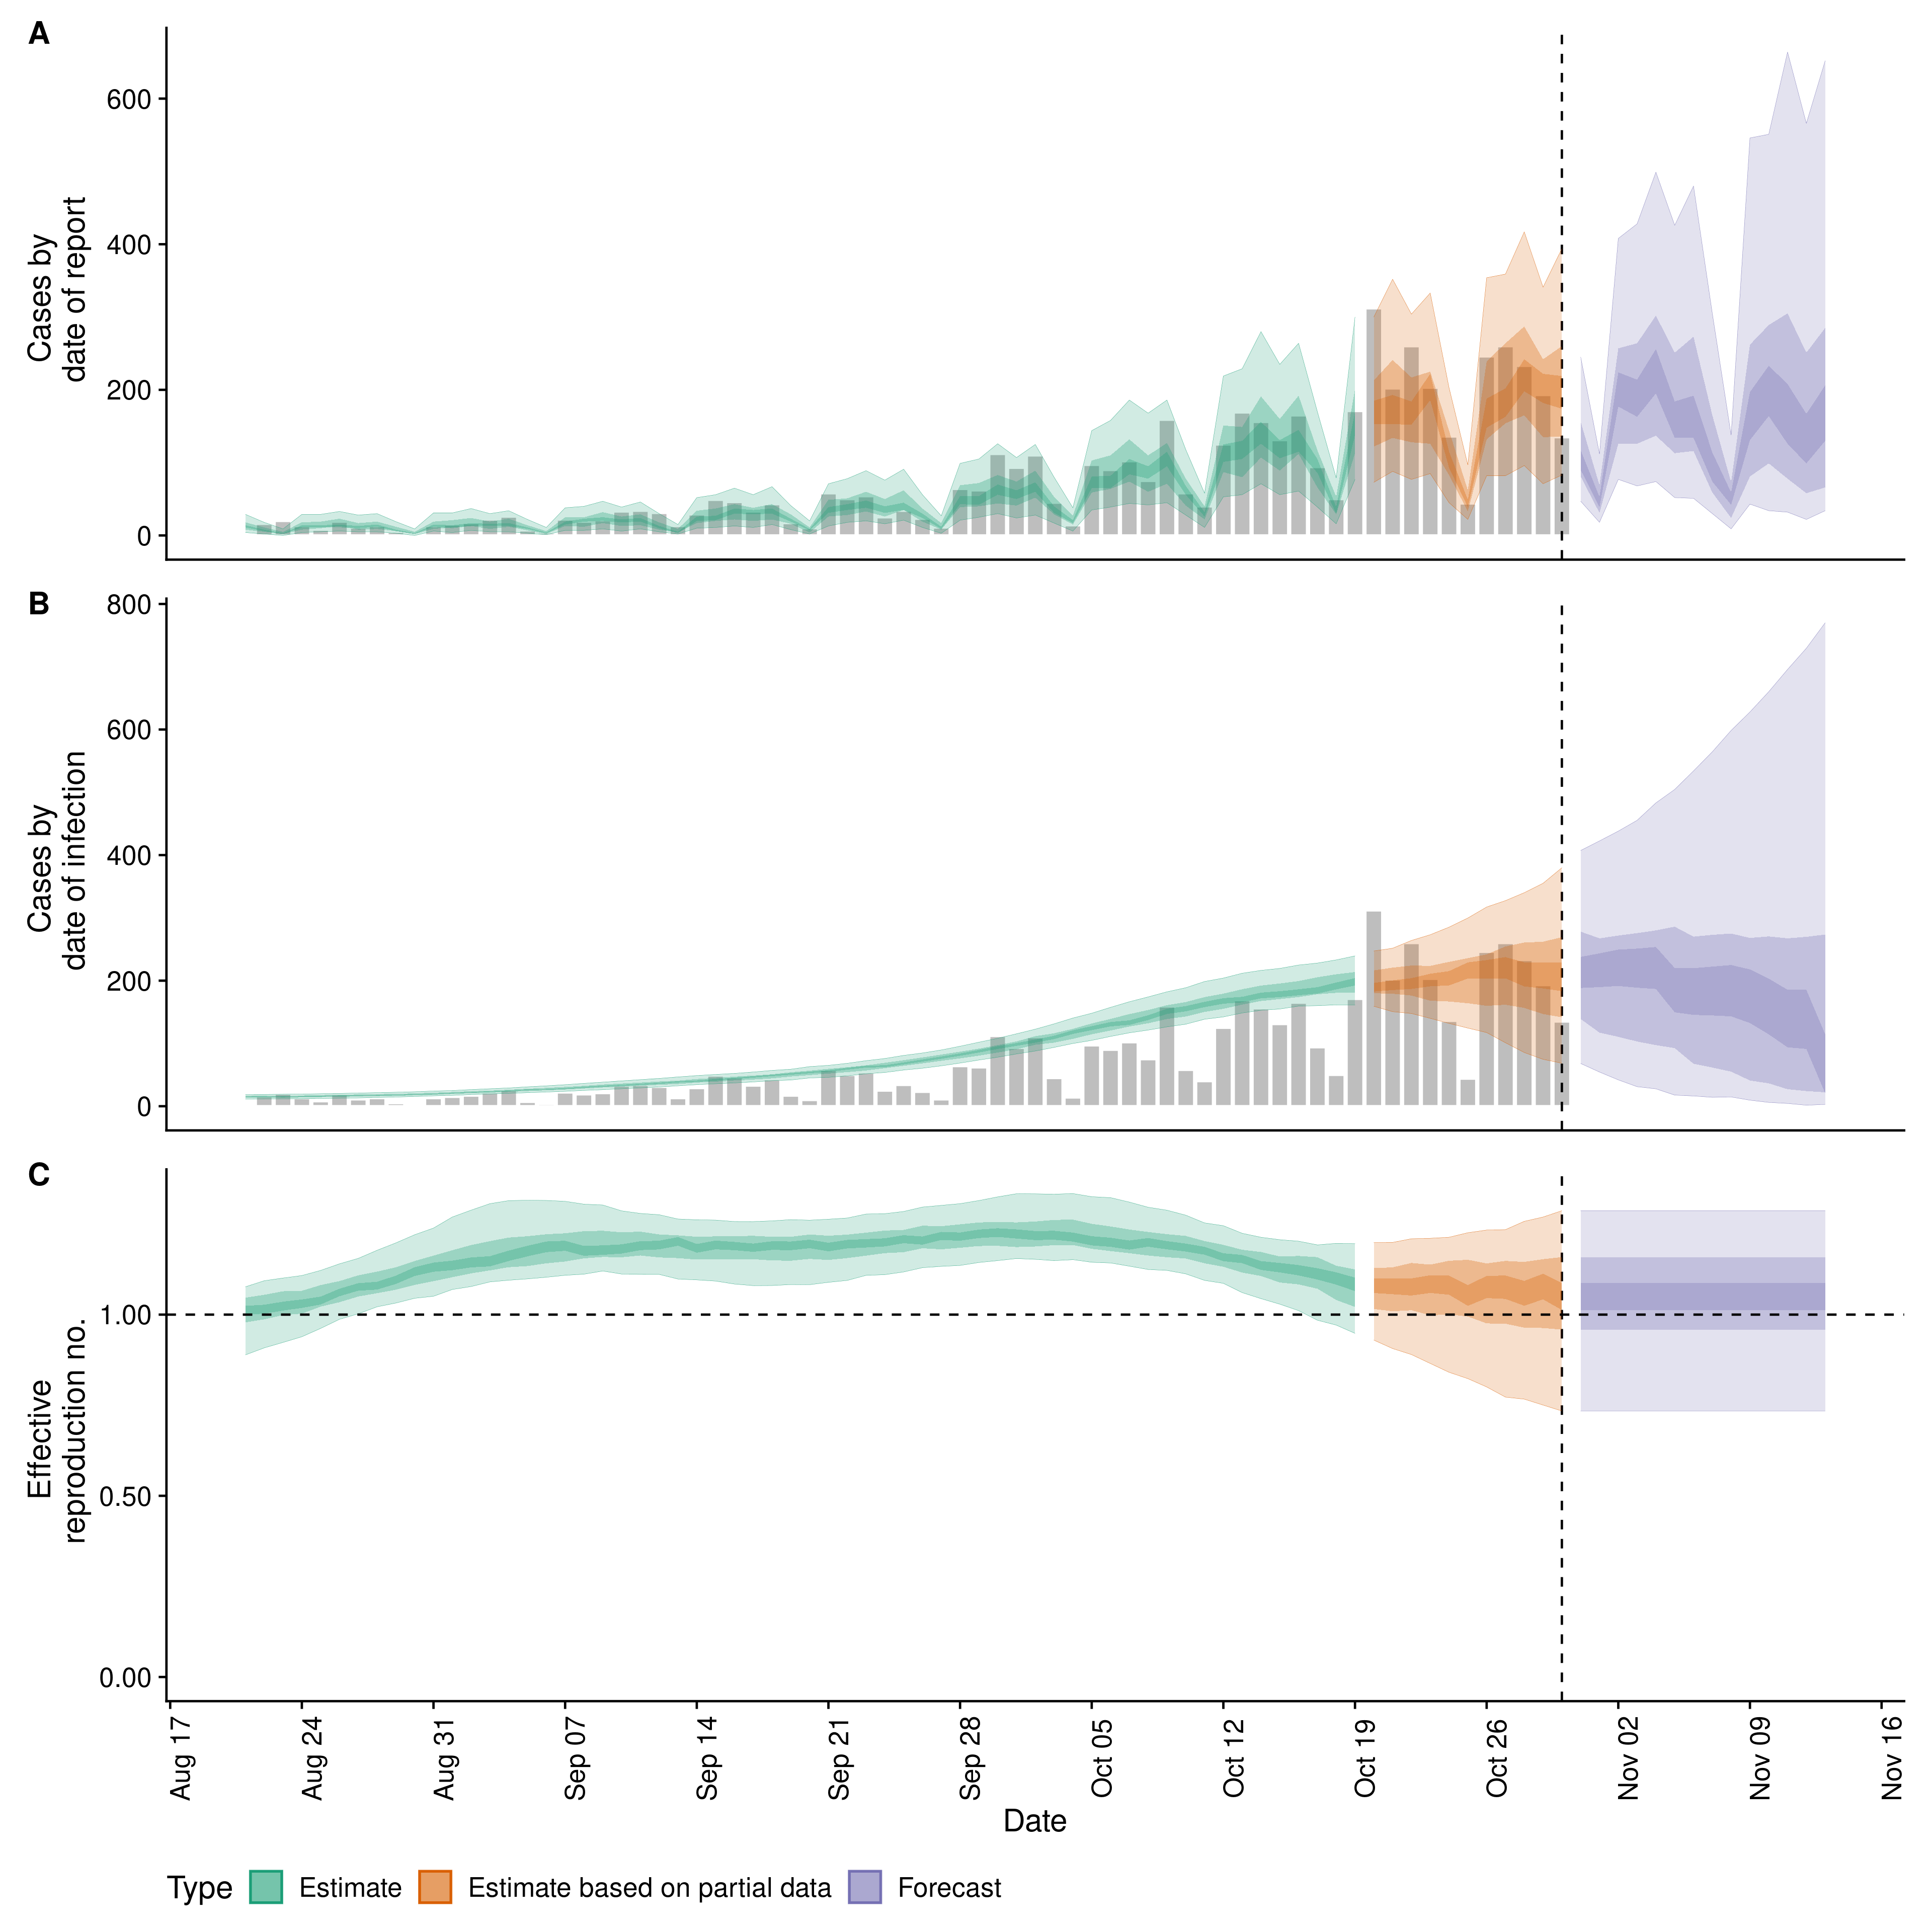 A
600
400
200
0
Cases by
date of report
B
800
600
400
200
0
Cases by
date of infection
C
1.00
0.50
0.00
Effective
reproduction no.
Aug 17
Aug 24
Aug 31
Sep 07
Sep 14
Sep 21
Sep 28
Oct 05
Oct 12
Oct 19
Oct 26
Nov 02
Nov 09
Nov 16
Date
Type Estimate Estimate based on partial data Forecast